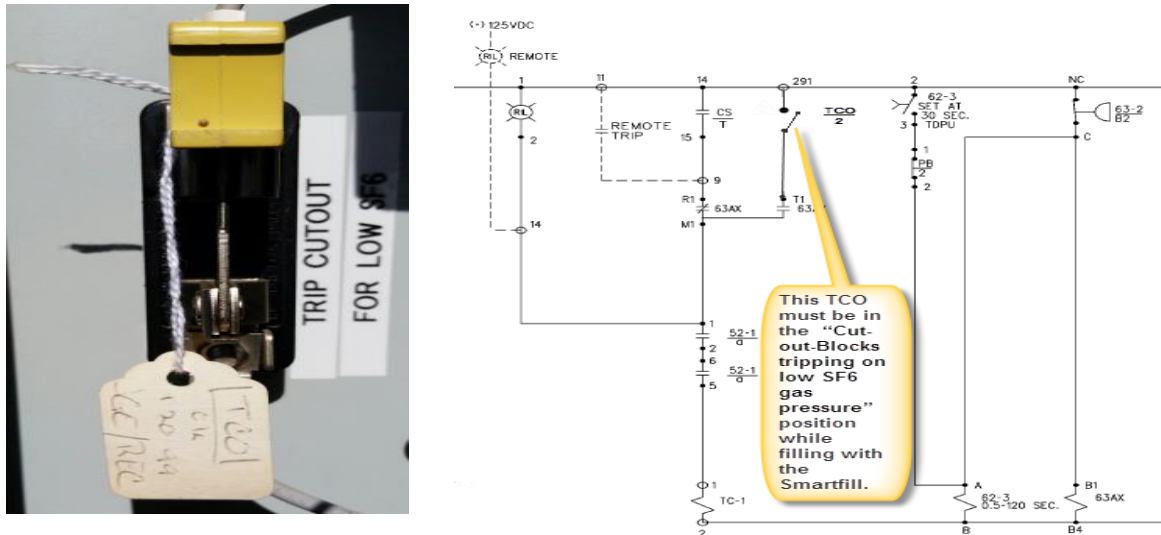 TRIP CUTOUT
FOR LOW SF6
TCO
(-) 125VDC
RIL REMOTE
1
11
14
291
2
NC
RIL
2
REMOTE
TRIP
CS
T
15
TCO
2
62-3
SET AT
30 SEC.
TDPU
3
63-2
B2
C
1
PB
2
2
9
R1
63AX
T1
M1
14
This TCO
must be in
the "Cut-
out-Blocks
tripping on
low SF6
gas
pressure"
position
while
filling with
the
Smartfill.
1
52-1
a
2
6
52-1
a
5
1
TC-1
2
A
62-3
0.5-120 SEC.
B
B1
63AX
B4